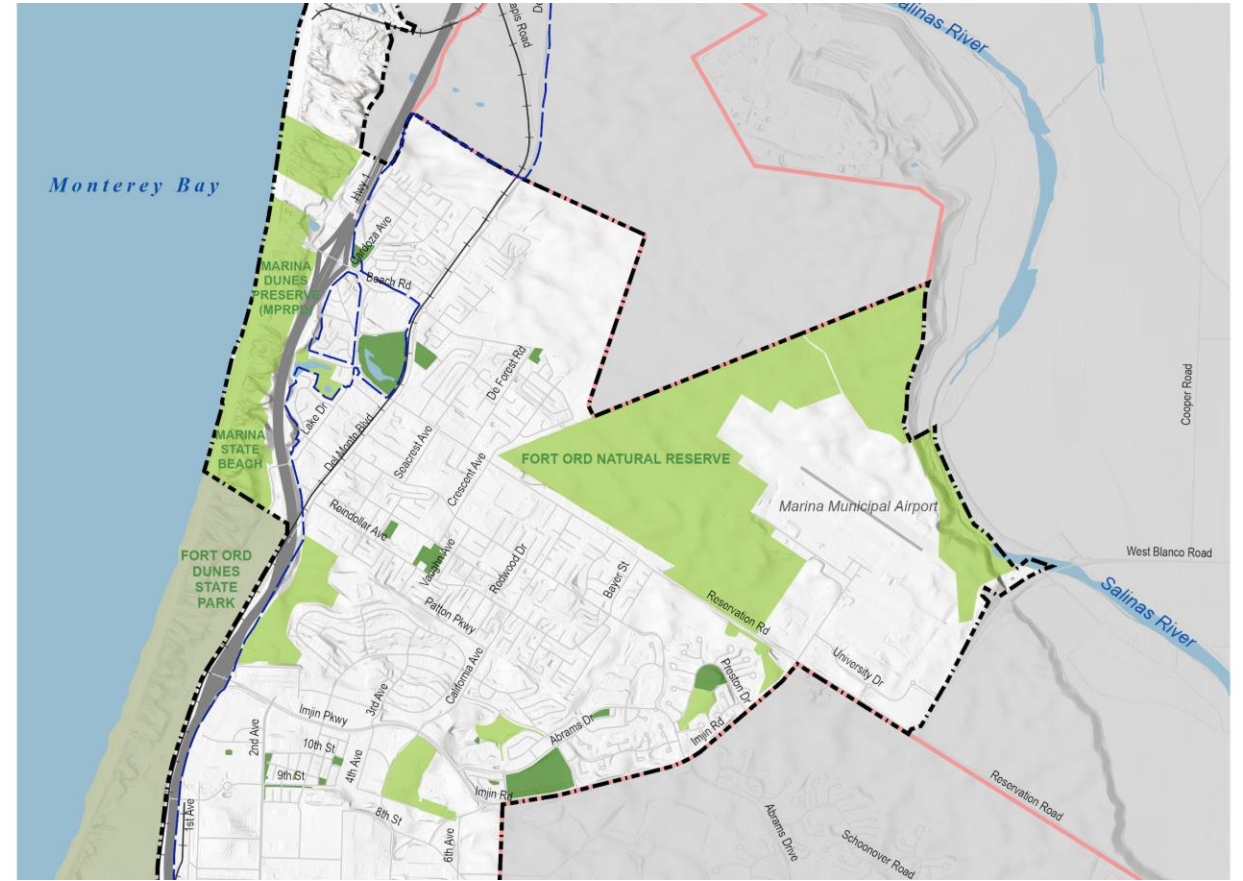 Salinas River
apis Road
De
Monterey Bay
Hwy 1
Cardoza Ave
MARINA
DUNES
PRESERVE
(MPRPD)
Beach Rd
De Forest Rd
Cooper Road
Lake Dr
Del Monte Blvd
Seacrest Ave
Crescent Ave
MARINA
STATE
BEACH
FORT ORD NATURAL RESERVE
Marina Municipal Airport
Reindollar Ave
Vaughn Ave
Redwood Dr
Bayer St
West Blanco Road
FORT ORD
DUNES
STATE
PARK
Salinas River
Patton Pkwy
Reservation Rd
California Ave
University Dr
Preston Dr
3rd Ave
Imjin Pkwy
2nd Ave
Abrams Dr
Imjin Rd
10th St
4th Ave
9th St
Imjin Rd
Reservation Road
1st Ave
8th St
6th Ave
Abrams Drive
Schoonover Road